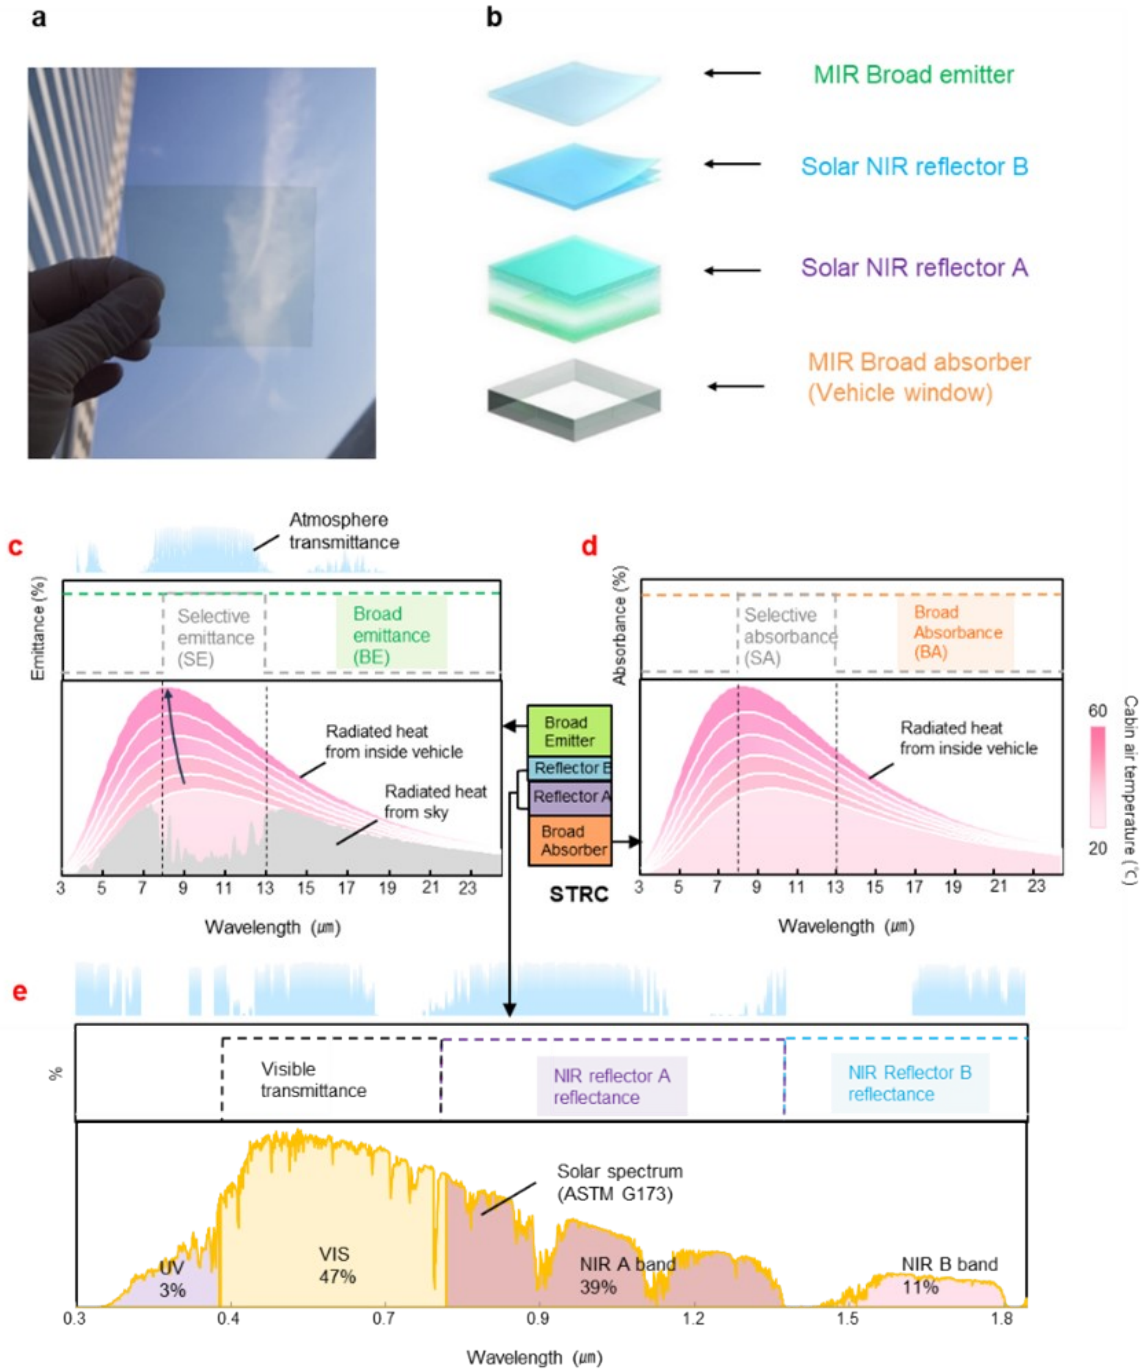 a
b
MIR Broad emitter
Solar NIR reflector B
Solar NIR reflector A
MIR Broad absorber
(Vehicle window)
c
Atmosphere
transmittance
Emittance (%)
Selective
emittance
(SE)
Broad
emittance
(BE)
Radiated heat
from inside vehicle
Radiated heat
from sky
3 5 7 9 11 13 15 17 19 21 23
Wavelength (μm)
Broad
Emitter
Reflector B
Reflector A
Broad
Absorber
STRC
d
Absorbance (%)
Selective
absorbance
(SA)
Broad
Absorbance
(BA)
Radiated heat
from inside vehicle
3 5 7 9 11 13 15 17 19 21 23
Wavelength (μm)
60
20
Cabin air temperature (℃)
e
%
Visible
transmittance
NIR reflector A
reflectance
NIR Reflector B
reflectance
Solar spectrum
(ASTM G173)
UV
3%
VIS
47%
NIR A band
39%
NIR B band
11%
0.3 0.4 0.7 0.9 1.2 1.5 1.8
Wavelength (μm)